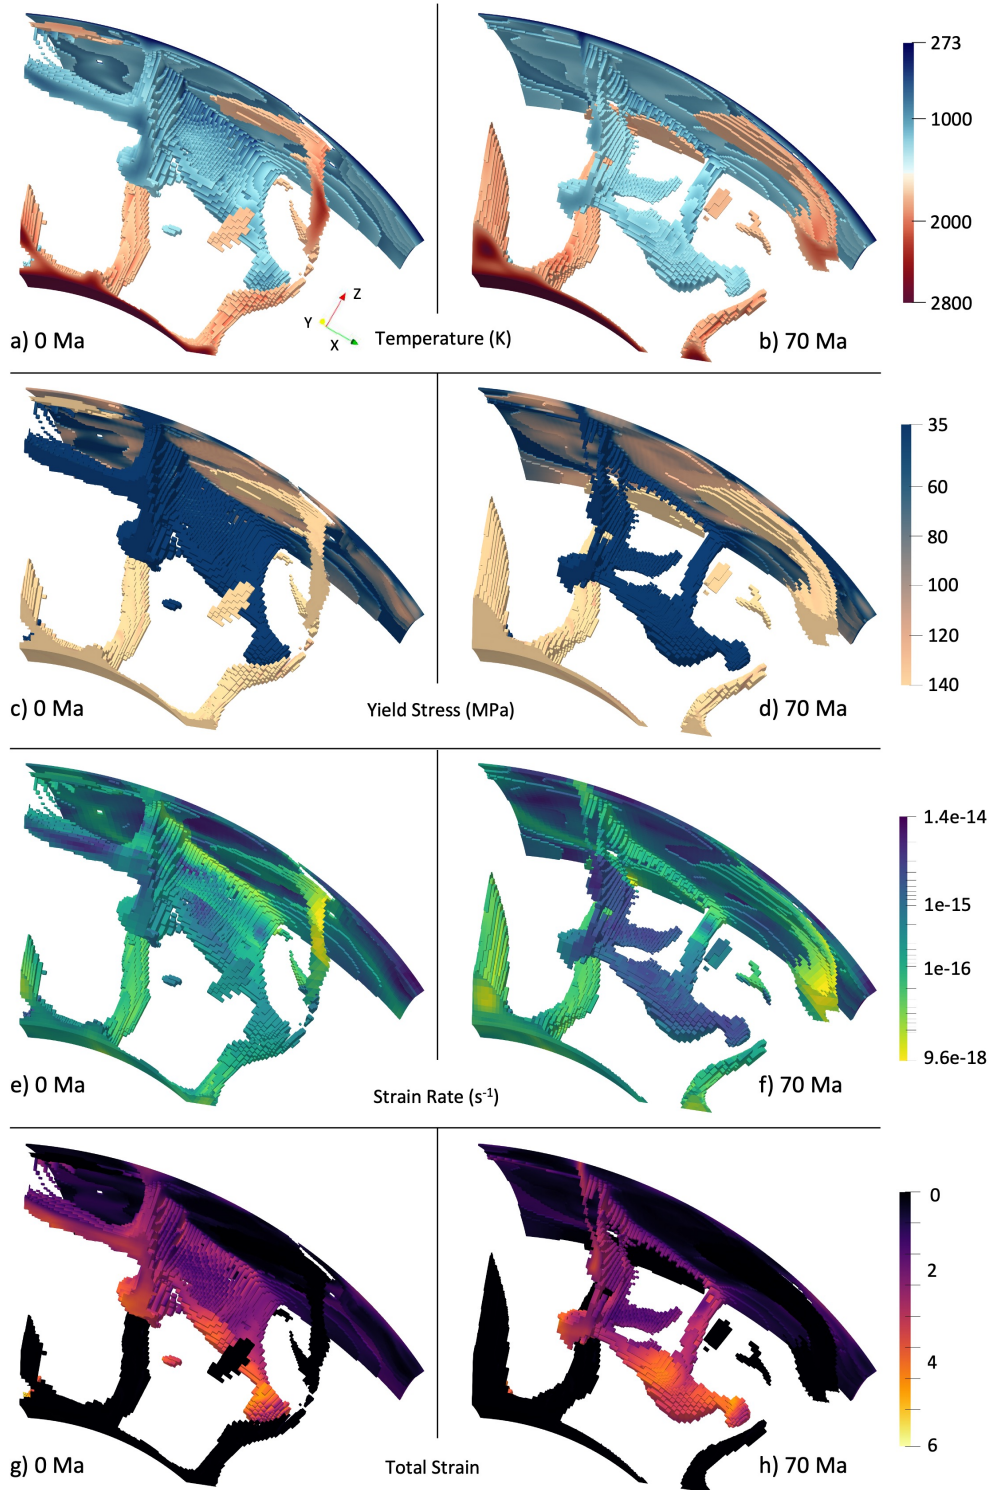 273
1000
2000
2800
Z
Y
X
a) 0 Ma
Temperature (K)
b) 70 Ma
35
60
80
100
120
140
c) 0 Ma
Yield Stress (MPa)
d) 70 Ma
1.4e-14
1e-15
1e-16
9.6e-18
e) 0 Ma
Strain Rate (s⁻¹)
f) 70 Ma
0
2
4
6
g) 0 Ma
Total Strain
h) 70 Ma